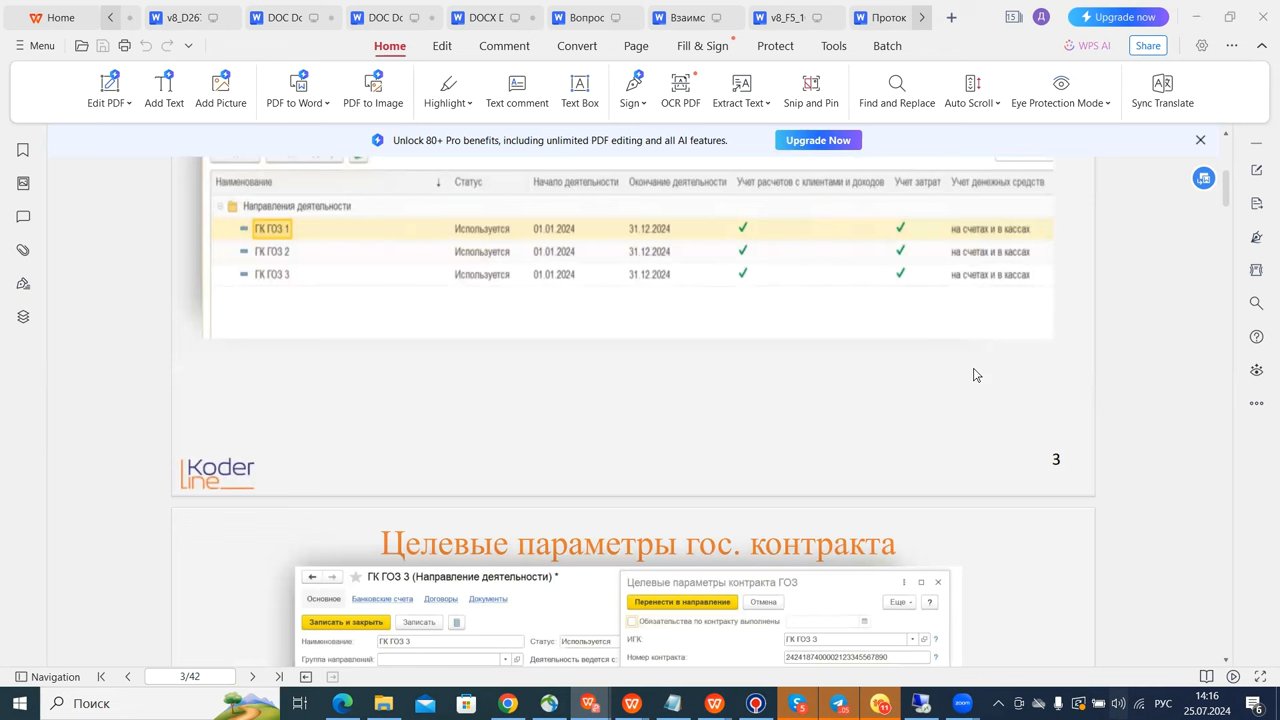 Home
v8_D26
DOC Dc
DOC Dc
DOCX D
Вопрос
Взаимс
v8_F5_1
Проток
15
Д
Upgrade now
Menu
Home Edit Comment Convert Page Fill & Sign Protect Tools Batch
WPS AI
Share
Edit PDF Add Text Add Picture PDF to Word PDF to Image Highlight Text comment Text Box Sign OCR PDF Extract Text Snip and Pin Find and Replace Auto Scroll Eye Protection Mode Sync Translate
Unlock 80+ Pro benefits, including unlimited PDF editing and all AI features.
Upgrade Now
Наименование ↓ Статус Начало деятельности Окончание деятельности Учет расчетов с клиентами и доходов Учет затрат Учет денежных средств
Направления деятельности
ГК ГОЗ 1 Используется 01.01.2024 31.12.2024 на счетах и в кассах
ГК ГОЗ 2 Используется 01.01.2024 31.12.2024 на счетах и в кассах
ГК ГОЗ 3 Используется 01.01.2024 31.12.2024 на счетах и в кассах
Koder
line
3
Целевые параметры гос. контракта
ГК ГОЗ 3 (Направление деятельности) *
Основное Банковские счета Договоры Документы
Записать и закрыть Записать
Наименование: ГК ГОЗ 3 Статус: Используется
Группа направлений: Деятельность ведется с:
Целевые параметры контракта ГОЗ
Перенести в направление Отмена Еще ?
Обязательства по контракту выполнены
ИГК: ГК ГОЗ 3 ?
Номер контракта: 2424187400002123345567890 ?
Navigation
3/42
Поиск
5
.05
РУС
14:16
25.07.2024
6